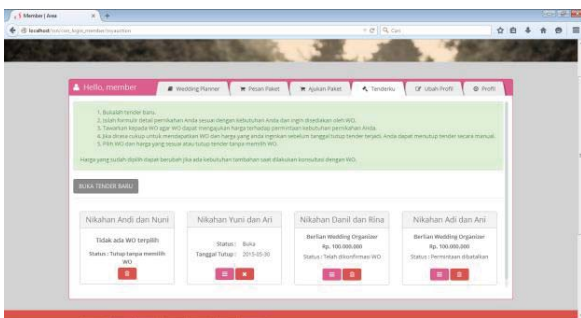 Member | Area
localhost
Cari
Hello, member
Wedding Planner
Pesan Paket
Ajukan Paket
Tenderku
Ubah Profil
Profil
1. Bukalah tender baru.
2. Isilah formulir detail pernikahan Anda sesuai dengan kebutuhan Anda dan ingin disediakan oleh WO.
3. Tawarkan kepada WO agar WO dapat mengajukan harga terhadap permintaan kebutuhan pernikahan Anda.
4. Jika dirasa cukup untuk mendapatkan WO dan harga yang anda inginkan sebelum tanggal tutup tender terjadi, Anda dapat menutup tender secara manual.
5. Pilih WO dan harga yang sesuai atau tutup tender tanpa memilih WO.
Harga yang sudah dipilih dapat berubah jika ada kebutuhan tambahan saat dilakukan konsultasi dengan WO.
BUKA TENDER BARU
Nikahan Andi dan Nuni
Tidak ada WO terpilih
Status : Tutup tanpa memilih
WO
Nikahan Yuni dan Ari
Status : Buka
Tanggal Tutup : 2015-05-30
Nikahan Danil dan Rina
Berlian Wedding Organizer
Rp. 100.000.000
Status : Telah dikonfirmasi WO
Nikahan Adi dan Ani
Berlian Wedding Organizer
Rp. 100.000.000
Status : Permintaan dibatalkan